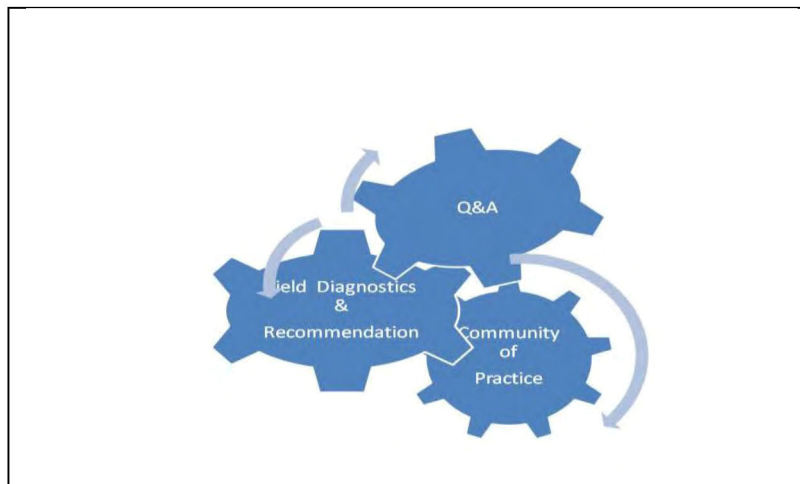 Q&A
ield Diagnostics
&
Recommendation
Community
of
Practice